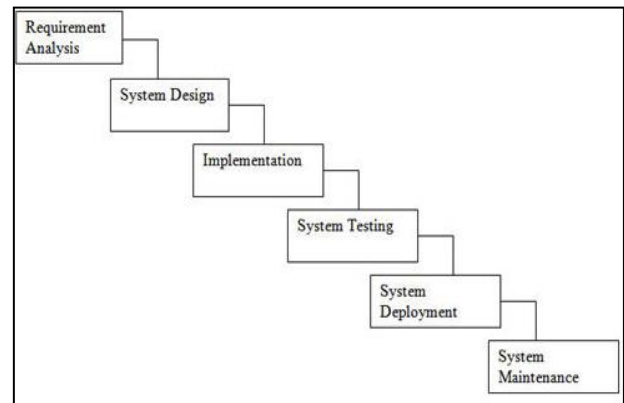 Requirement
Analysis
System Design
Implementation
System Testing
System
Deployment
System
Maintenance